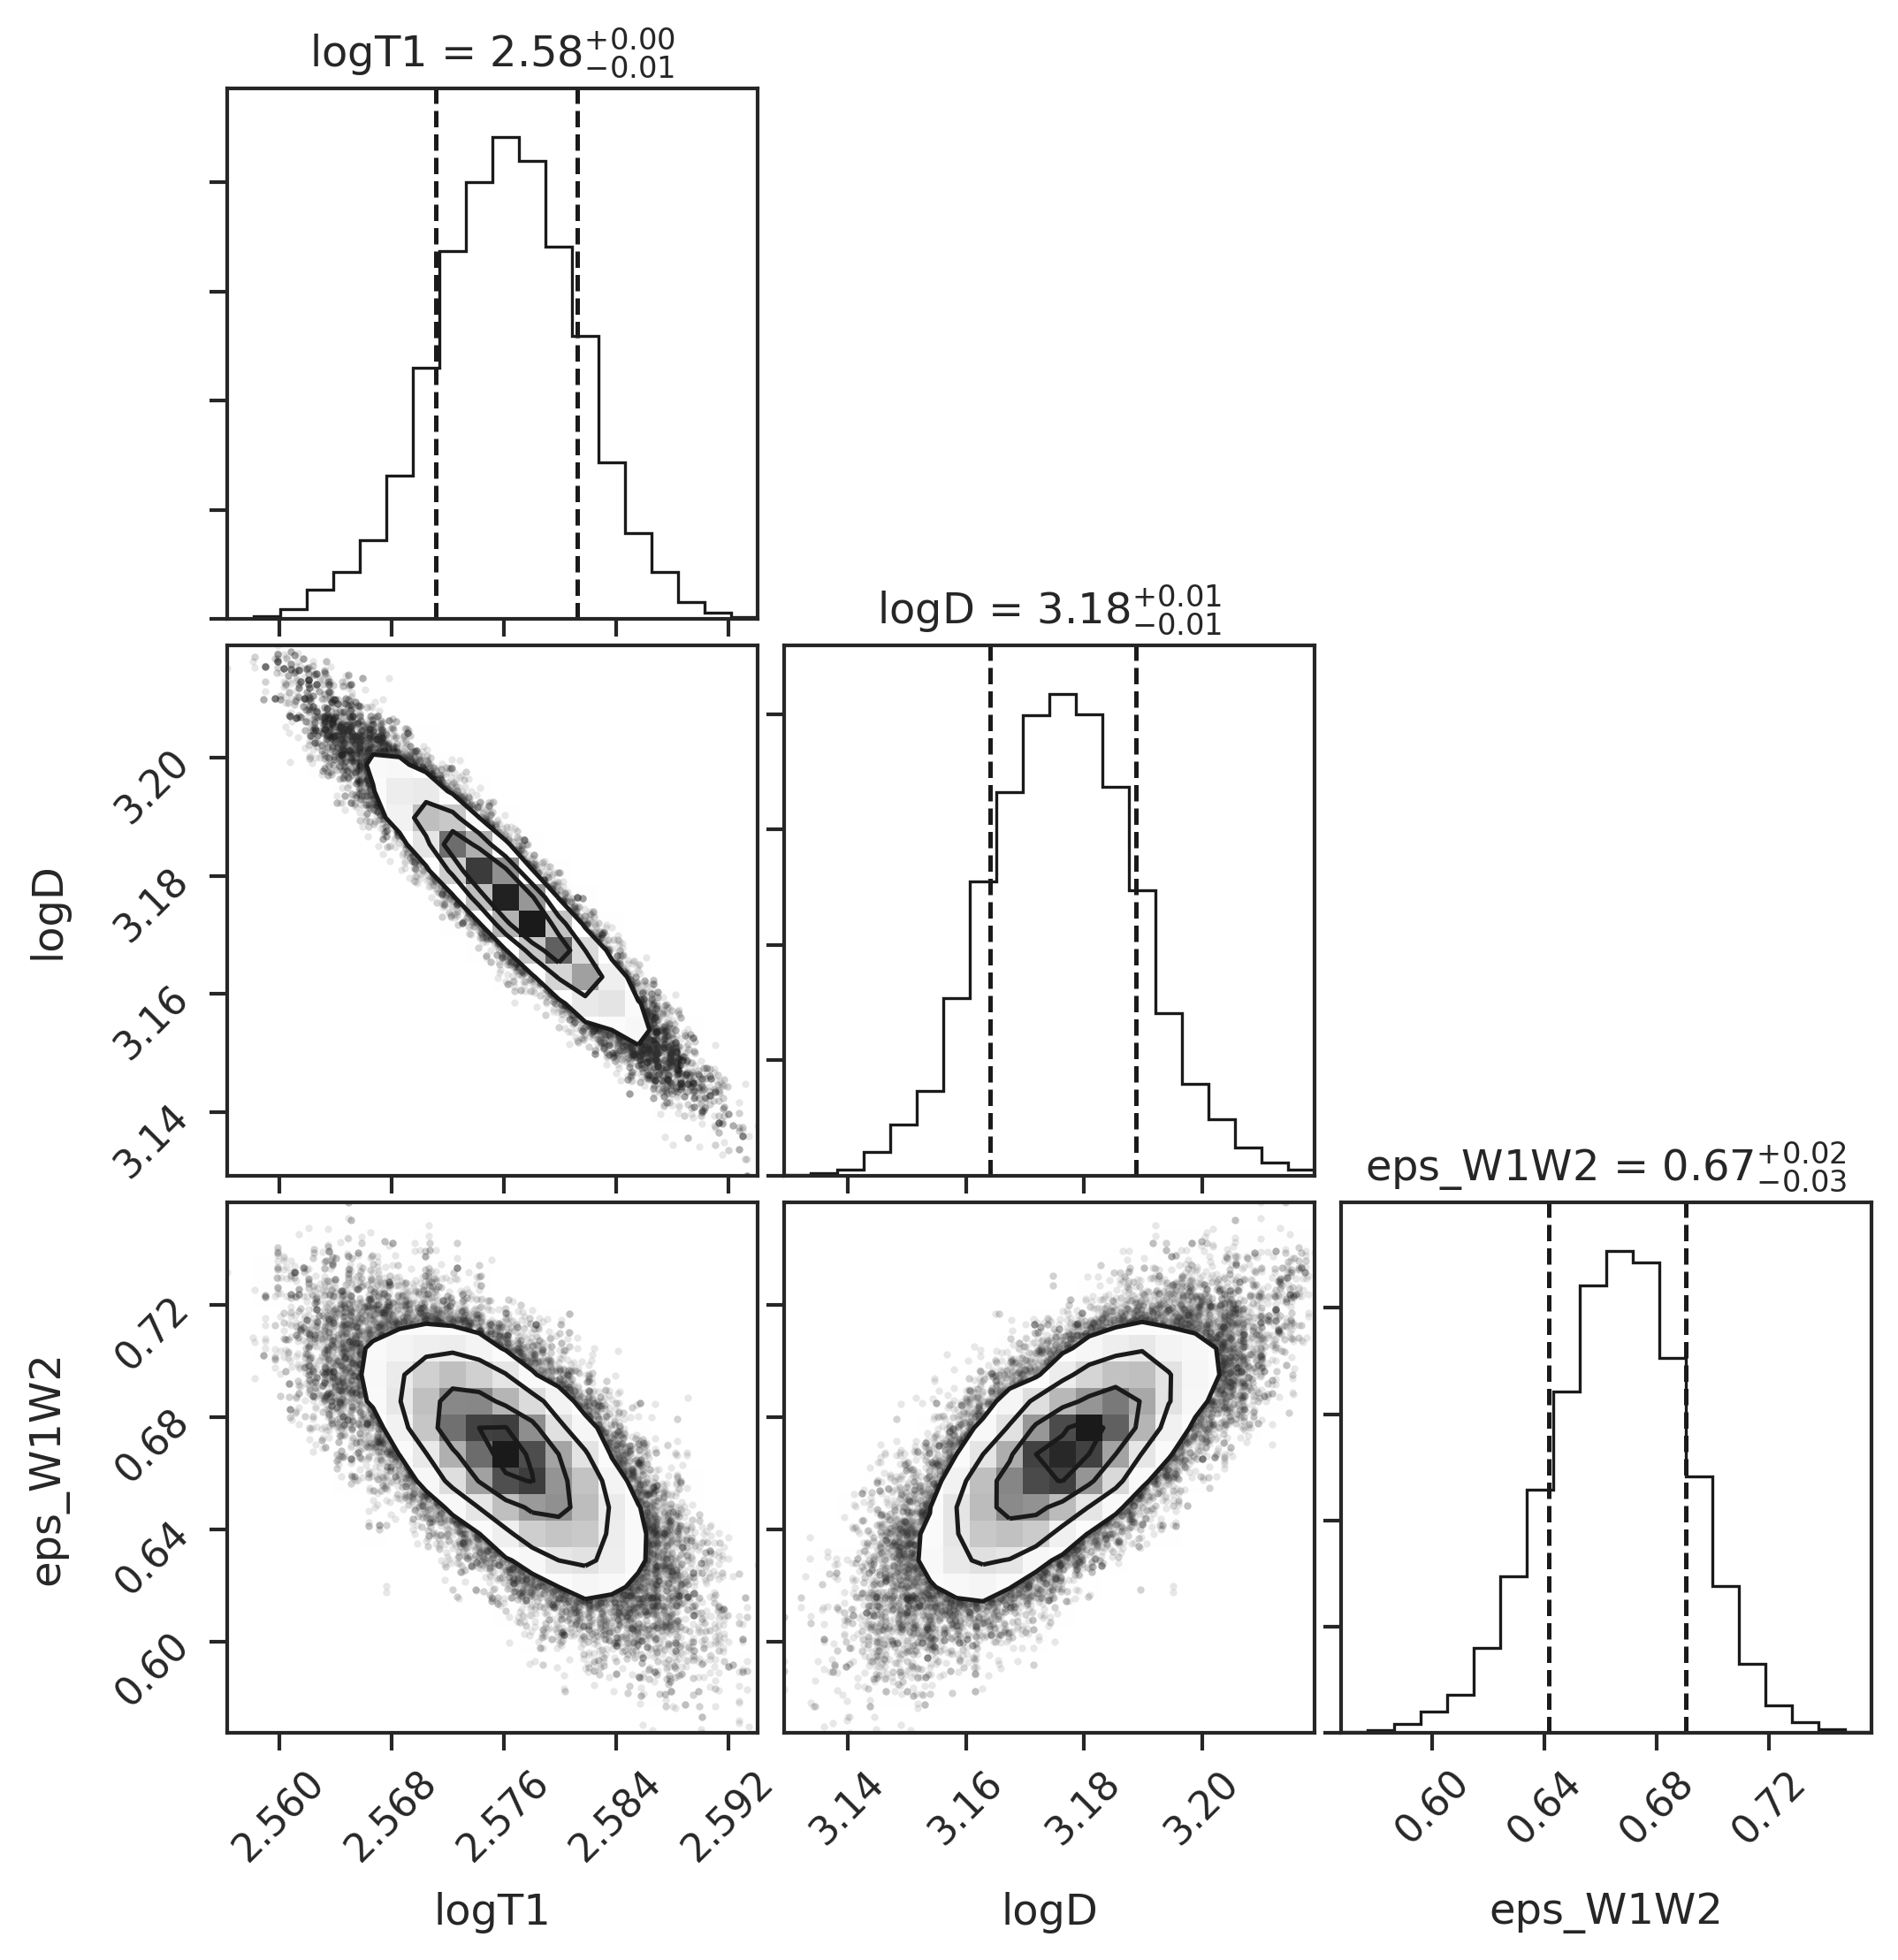 logT1 = 2.58+0.00 −0.01
logD = 3.18+0.01 −0.01
eps_W1W2 = 0.67+0.02 −0.03
logD
3.20
3.18
3.16
3.14
eps_W1W2
0.72
0.68
0.64
0.60
2.560 2.568 2.576 2.584 2.592
3.14 3.16 3.18 3.20
0.60 0.64 0.68 0.72
logT1
logD
eps_W1W2